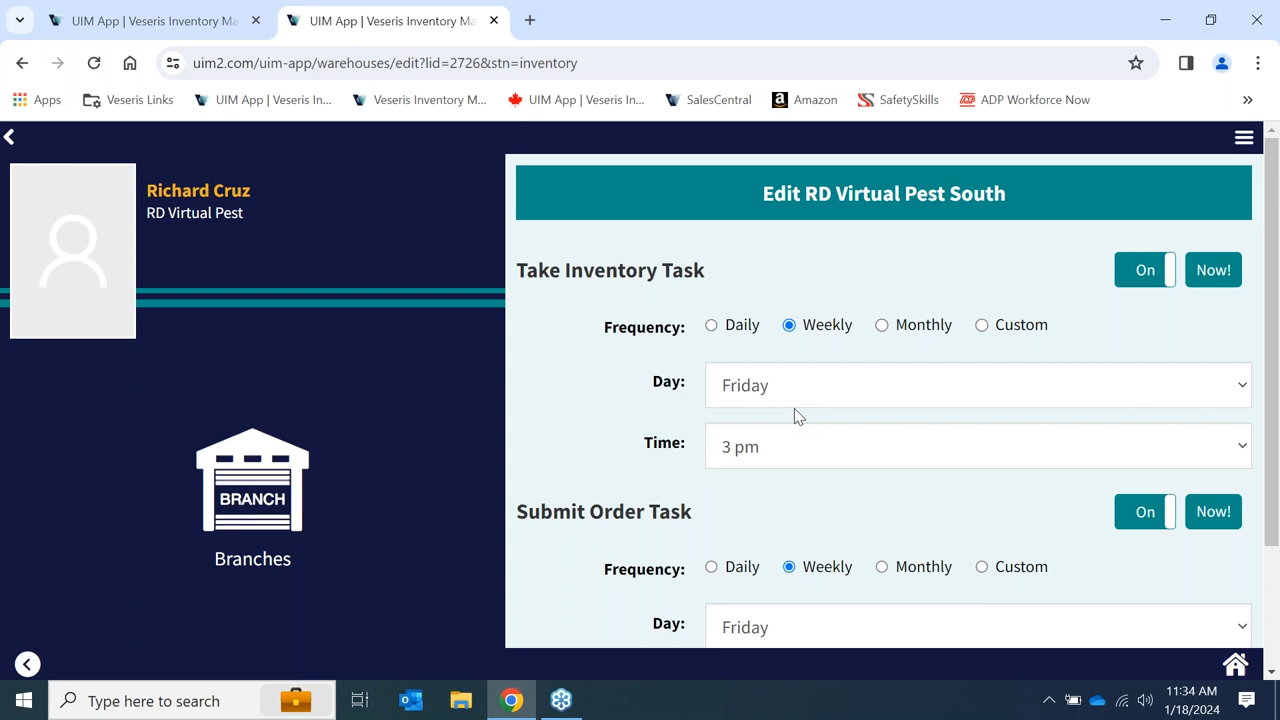 UIM App | Veseris Inventory Ma
UIM App | Veseris Inventory Ma
uim2.com/uim-app/warehouses/edit?lid=2726&stn=inventory
Apps
Veseris Links
UIM App | Veseris In...
Veseris Inventory M...
UIM App | Veseris In...
SalesCentral
Amazon
SafetySkills
ADP Workforce Now
Richard Cruz
RD Virtual Pest
BRANCH
Branches
Edit RD Virtual Pest South
Take Inventory Task
On
Now!
Frequency:
Daily
Weekly
Monthly
Custom
Day:
Friday
Time:
3 pm
Submit Order Task
On
Now!
Frequency:
Daily
Weekly
Monthly
Custom
Day:
Friday
Type here to search
11:34 AM
1/18/2024